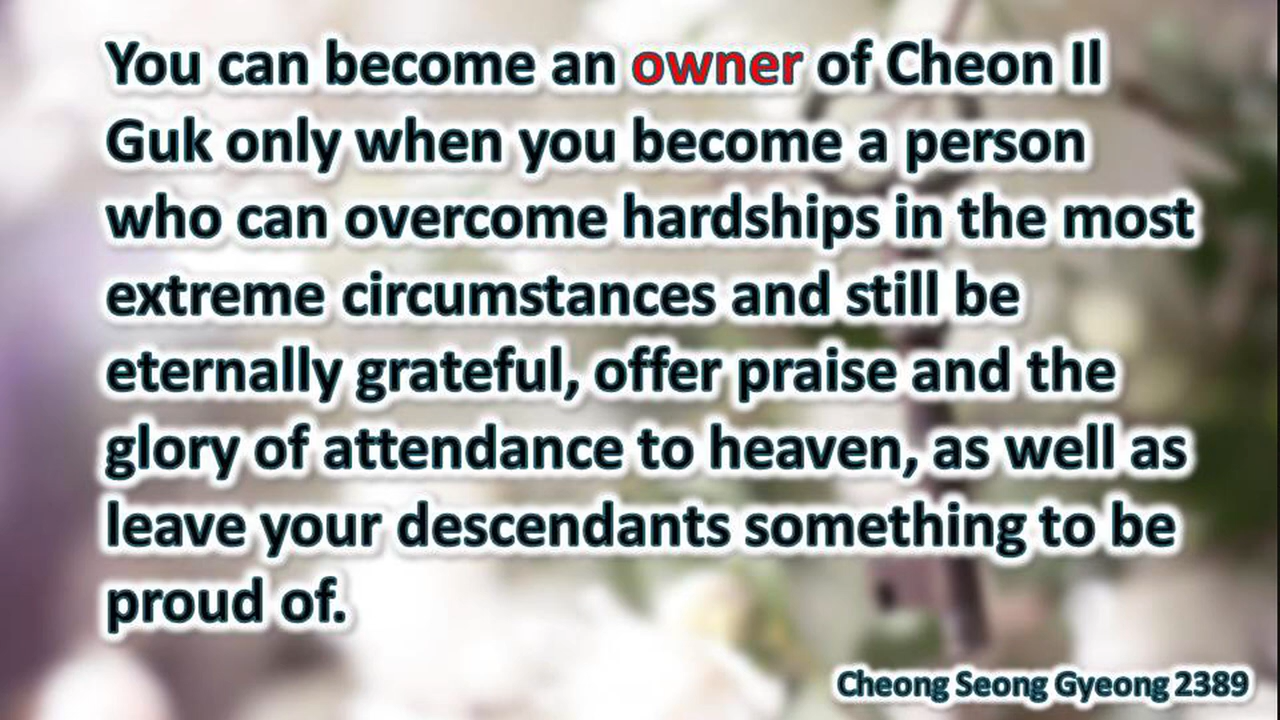 You can become an owner of Cheon Il
Guk only when you become a person
who can overcome hardships in the most
extreme circumstances and still be
eternally grateful, offer praise and the
glory of attendance to heaven, as well as
leave your descendants something to be
proud of.
Cheong Seong Gyeong 2389